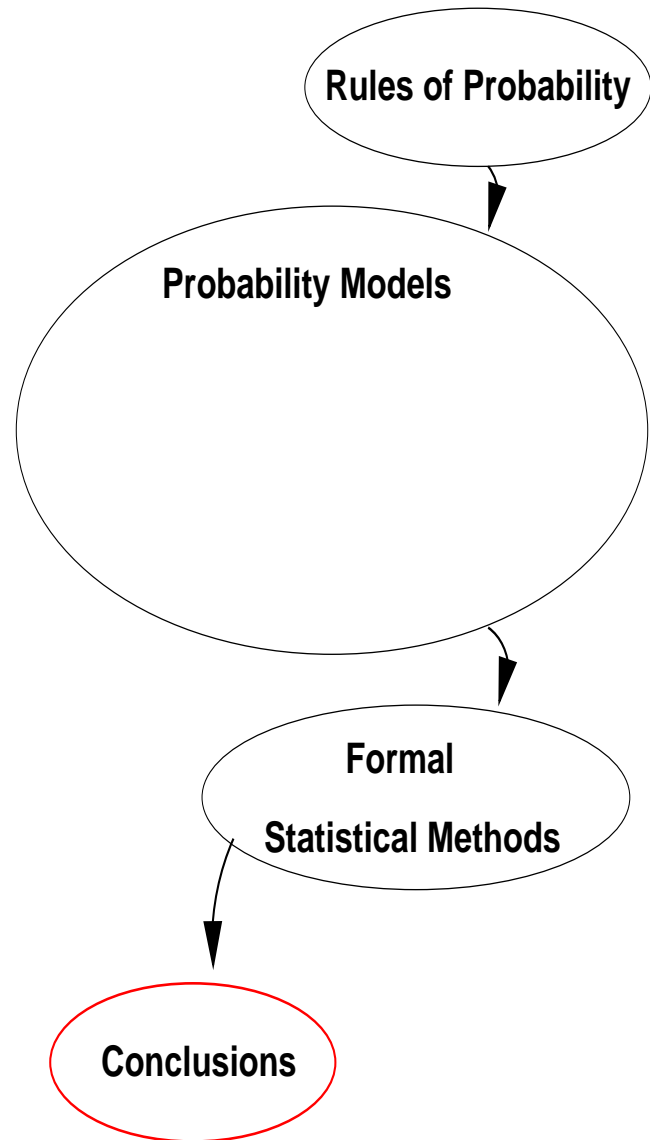 Rules of Probability
Probability Models
Formal
Statistical Methods
Conclusions